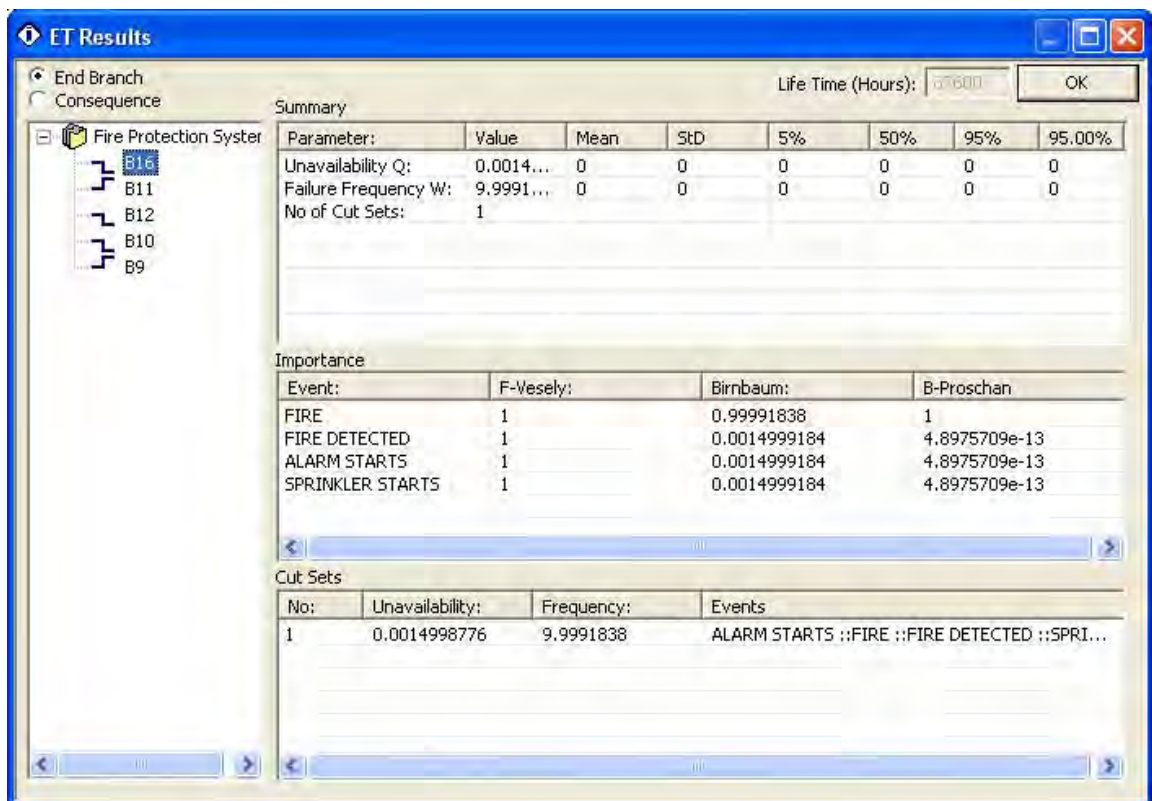 ET Results
End Branch
Consequence
Life Time (Hours):
OK
Fire Protection Syster
B16
B11
B12
B10
B9
Summary
Parameter: Value Mean StD 5% 50% 95% 95.00%
Unavailability Q: 0.0014... 0 0 0 0 0 0
Failure Frequency W: 9.9991... 0 0 0 0 0 0
No of Cut Sets: 1
Importance
Event: F-Vesely: Birnbaum: B-Proschan
FIRE 1 0.99991838 1
FIRE DETECTED 1 0.0014999184 4.8975709e-13
ALARM STARTS 1 0.0014999184 4.8975709e-13
SPRINKLER STARTS 1 0.0014999184 4.8975709e-13
Cut Sets
No: Unavailability: Frequency: Events
1 0.0014998776 9.9991838 ALARM STARTS ::FIRE ::FIRE DETECTED ::SPRI...